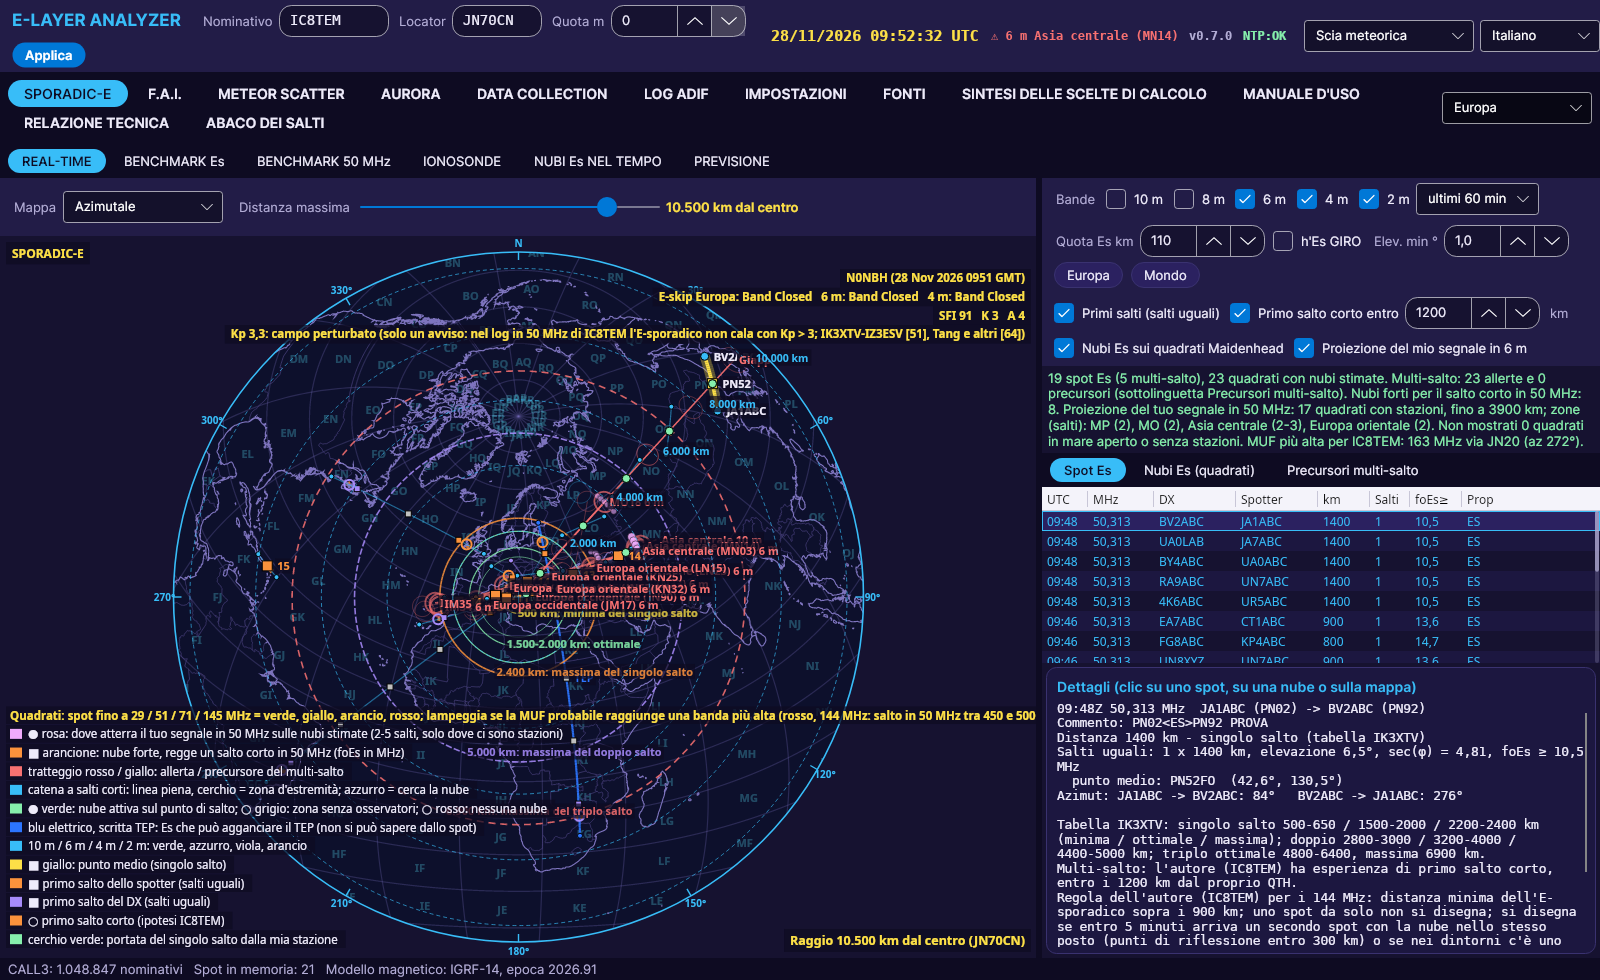 E-LAYER ANALYZER
Nominativo IC8TEM Locator JN70CN Quota m 0
28/11/2026 09:52:32 UTC ⚠ 6 m Asia centrale (MN14) v0.7.0 NTP:OK
Scia meteorica Italiano
Applica
SPORADIC-E F.A.I. METEOR SCATTER AURORA DATA COLLECTION LOG ADIF IMPOSTAZIONI FONTI SINTESI DELLE SCELTE DI CALCOLO MANUALE D'USO
RELAZIONE TECNICA ABACO DEI SALTI
Europa
REAL-TIME BENCHMARK Es BENCHMARK 50 MHz IONOSONDE NUBI Es NEL TEMPO PREVISIONE
Mappa Azimutale Distanza massima 10.500 km dal centro
SPORADIC-E
N
N0NBH (28 Nov 2026 0951 GMT)
E-skip Europa: Band Closed 6 m: Band Closed 4 m: Band Closed
SFI 91 K 3 A 4
Kp 3,3: campo perturbato (solo un avviso: nel log in 50 MHz di IC8TEM l'E-sporadico non cala con Kp > 3; IK3XTV-IZ3ESV [51], Tang e altri [64])
330°
300°
270°
60°
90°
120°
150°
180°
210°
10.000 km
PN52
8.000 km
6.000 km
4.000 km
2.000 km
Asia centrale (MN03) 6 m
Europa orientale (LN15)
Europa orientale (KN32) 6 m
IM35
Europa occidentale (JM17) 6 m
15
14
500 km: minima del singolo salto
1.500-2.000 km: ottimale
2.400 km: massima del singolo salto
5.000 km: massima del doppio salto
del triplo salto
Quadrati: spot fino a 29 / 51 / 71 / 145 MHz = verde, giallo, arancio, rosso; lampeggia se la MUF probabile raggiunge una banda più alta (rosso, 144 MHz: salto in 50 MHz tra 450 e 500
● rosa: dove atterra il tuo segnale in 50 MHz sulle nubi stimate (2-5 salti, solo dove ci sono stazioni)
■ arancione: nube forte, regge un salto corto in 50 MHz (foEs in MHz)
tratteggio rosso / giallo: allerta / precursore del multi-salto
catena a salti corti: linea piena, cerchio = zona d'estremità; azzurro = cerca la nube
● verde: nube attiva sul punto di salto; ○ grigio: zona senza osservatori; ○ rosso: nessuna nube
blu elettrico, scritta TEP: Es che può agganciare il TEP (non si può sapere dallo spot)
10 m / 6 m / 4 m / 2 m: verde, azzurro, viola, arancio
■ giallo: punto medio (singolo salto)
■ primo salto dello spotter (salti uguali)
■ primo salto del DX (salti uguali)
○ primo salto corto (ipotesi IC8TEM)
cerchio verde: portata del singolo salto dalla mia stazione
Raggio 10.500 km dal centro (JN70CN)
Bande 10 m 8 m 6 m 4 m 2 m ultimi 60 min
Quota Es km 110 h'Es GIRO Elev. min ° 1,0
Europa Mondo
Primi salti (salti uguali) Primo salto corto entro 1200 km
Nubi Es sui quadrati Maidenhead Proiezione del mio segnale in 6 m
19 spot Es (5 multi-salto), 23 quadrati con nubi stimate. Multi-salto: 23 allerte e 0
precursori (sottolinguetta Precursori multi-salto). Nubi forti per il salto corto in 50 MHz:
8. Proiezione del tuo segnale in 50 MHz: 17 quadrati con stazioni, fino a 3900 km; zone
(salti): MP (2), MO (2), Asia centrale (2-3), Europa orientale (2). Non mostrati 0 quadrati
in mare aperto o senza stazioni. MUF più alta per IC8TEM: 163 MHz via JN20 (az 272°).
Spot Es Nubi Es (quadrati) Precursori multi-salto
UTC MHz DX Spotter km Salti foEs≥ Prop
09:48 50,313 BV2ABC JA1ABC 1400 1 10,5 ES
09:48 50,313 UA0LAB JA7ABC 1400 1 10,5 ES
09:48 50,313 BY4ABC UA0ABC 1400 1 10,5 ES
09:48 50,313 RA9ABC UN7ABC 1400 1 10,5 ES
09:48 50,313 4K6ABC UR5ABC 1400 1 10,5 ES
09:46 50,313 EA7ABC CT1ABC 900 1 13,6 ES
09:46 50,313 FG8ABC KP4ABC 800 1 14,7 ES
09:46 50,313 UN8XYZ UN7ABC 900 1 13,6 ES
Dettagli (clic su uno spot, su una nube o sulla mappa)
09:48Z 50,313 MHz JA1ABC (PN02) -> BV2ABC (PN92)
Commento: PN02<ES>PN92 PROVA
Distanza 1400 km - singolo salto (tabella IK3XTV)
Salti uguali: 1 x 1400 km, elevazione 6,5°, sec(φ) = 4,81, foEs ≥ 10,5
MHz
punto medio: PN52FO (42,6°, 130,5°)
Azimut: JA1ABC -> BV2ABC: 84° BV2ABC -> JA1ABC: 276°
Tabella IK3XTV: singolo salto 500-650 / 1500-2000 / 2200-2400 km
(minima / ottimale / massima); doppio 2800-3000 / 3200-4000 /
4400-5000 km; triplo ottimale 4800-6400, massima 6900 km.
Multi-salto: l'autore (IC8TEM) ha esperienza di primo salto corto,
entro i 1200 km dal proprio QTH.
Regola dell'autore (IC8TEM) per i 144 MHz: distanza minima dell'E-
sporadico sopra i 900 km; uno spot da solo non si disegna; si disegna
se entro 5 minuti arriva un secondo spot con la nube nello stesso
posto (punti di riflessione entro 300 km) o se nei dintorni c'è uno
CALL3: 1.048.847 nominativi Spot in memoria: 21 Modello magnetico: IGRF-14, epoca 2026.91